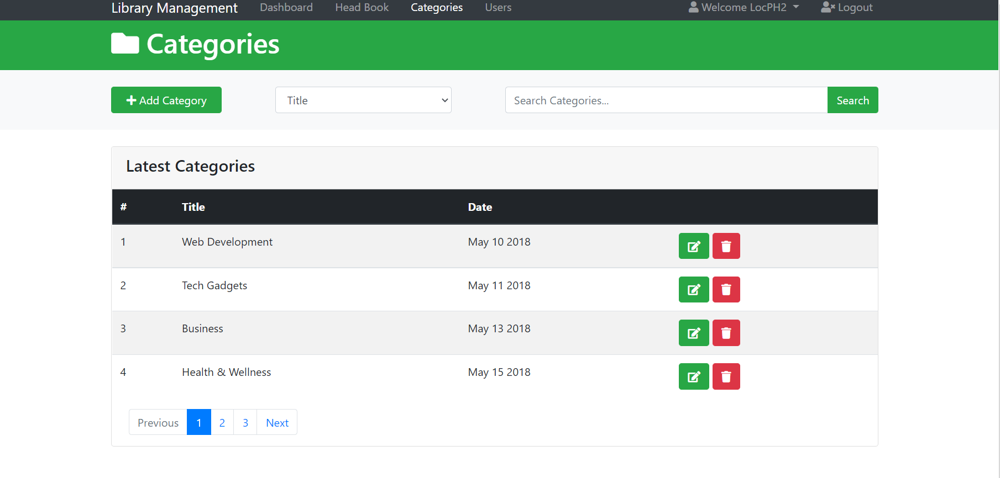 Library Management Dashboard Head Book Categories Users Welcome LocPH2 Logout
Categories
Add Category Title Search Categories... Search
Latest Categories
# Title Date
1 Web Development May 10 2018
2 Tech Gadgets May 11 2018
3 Business May 13 2018
4 Health & Wellness May 15 2018
Previous 1 2 3 Next